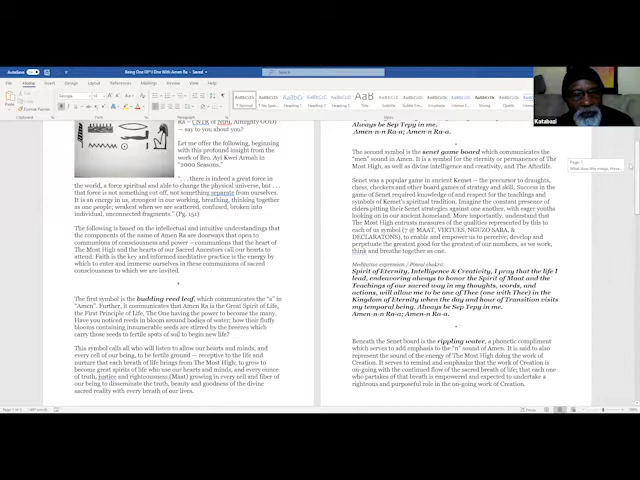 AutoSave
Being One (W)it One With Amen Ra - Saved
Search
File
Home
Insert
Design
Layout
References
Mailings
Review
View
Help
Katabazi
RA – ("NTR of Ntru, Almighty GOD)
— say to you about you?
Let me offer the following, beginning
with this profound insight from the work
of Bro. Ayi Kwei Armah in
"2000 Seasons."
". . . there is indeed a great force in
the world, a force spiritual and able to change the physical universe, but . . .
that force is not something cut off, not something separate from ourselves.
It is an energy in us, strongest in our working, breathing, thinking together
as one people; weakest when we are scattered, confused, broken into
individual, unconnected fragments." (Pg. 151)
The following is based on the intellectual and intuitive understandings that
the components of the name of Amen Ra are doorways that open to
communions of consciousness and power – communions that the heart of
The Most High and the hearts of our Sacred Ancestors call our hearts to
attend. Faith is the key and informed meditative practice is the energy by
which to enter and immerse ourselves in these communions of sacred
consciousness to which we are invited.
*
The first symbol is the budding reed leaf, which communicates the "a" in
"Amen". Further, it communicates that Amen Ra is the Great Spirit of Life,
the First Principle of Life, The One having the power to become the many.
Have you noticed reeds in bloom around bodies of water; how their fluffy
blooms containing innumerable seeds are stirred by the breezes which
carry those seeds to fertile spots of soil to begin new life?
This symbol calls all who will listen to allow our hearts and minds, and
every cell of our being, to be fertile ground — receptive to the life and
nurture that each breath of life brings from The Most High; to grow to
become great spirits of life who use our hearts and minds, and every ounce
of truth, justice and righteousness (Maat) growing in every cell and fiber of
our being to disseminate the truth, beauty and goodness of the divine
sacred reality with every breath of our lives.
Always be Sep Tepy in me.
Amen-n Ra-a; Amen-n Ra-a.
*
The second symbol is the senet game board which communicates the
"men" sound in Amen. It is a symbol for the eternity or permanence of The
Most High, as well as divine intelligence and creativity, and The Afterlife.
Senet was a popular game in ancient Kemet — the precursor to draughts,
chess, checkers and other board games of strategy and skill. Success in the
game of Senet required knowledge of and respect for the teachings and
symbols of Kemet's spiritual tradition. Imagine the constant presence of
elders pitting their Senet strategies against one another, with eager youths
looking on in our ancient homeland. More importantly, understand that The
Most High entrusts measures of the qualities represented by this to
each of us symbol (7 @ MAAT, VIRTUES, NGUZO SABA, &
DECLARATIONS), to enable and empower us to perceive, develop and
perpetuate the greatest good for the greatest of our numbers, as we work,
think and breathe together as one.
Meditative expression / Pineal chakra:
Spirit of Eternity, Intelligence & Creativity, I pray that the life I
lead, endeavoring always to honor the Spirit of Maat and the
Teachings of our Sacred way in my thoughts, words, and
actions, will allow me to be one of Thee (one with Thee) in the
Kingdom of Eternity when the day and hour of Transition visits
my temporal being. Always be Sep Tepy in me.
Amen-n-n Ra-a; Amen-n Ra-a.
*
Beneath the Senet board is the rippling water, a phonetic compliment
which serves to add emphasis to the "n" sound of Amen. It is said to also
represent the sound of the energy of The Most High doing the work of
Creation. It serves to remind and emphasize that the work of Creation is
on-going with the continued flow of the sacred breath of life; that each one
who partakes of that breath is empowered and expected to undertake a
righteous and purposeful role in the on-going work of Creation.